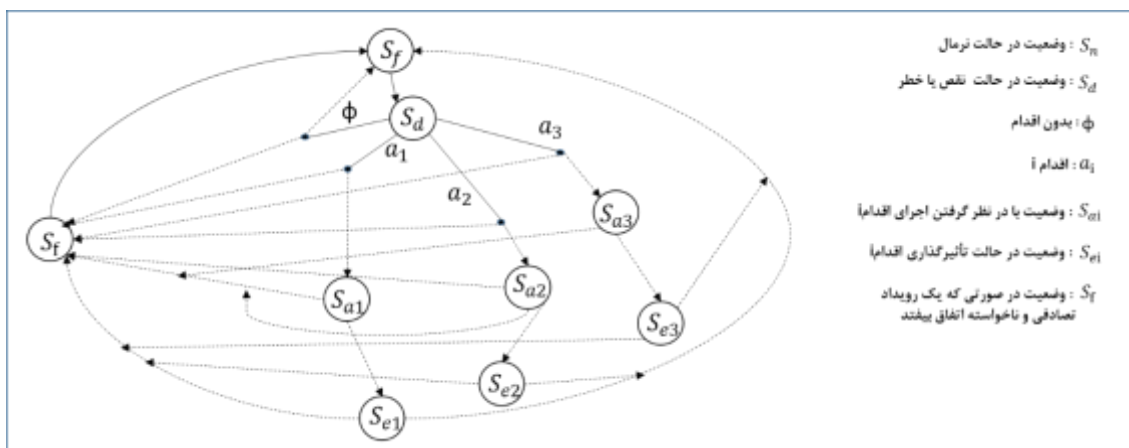 S_f
S_d
ϕ
a_1
a_2
a_3
S_f
S_a1
S_a2
S_a3
S_e1
S_e2
S_e3
S_n : وضعیت در حالت نرمال
S_d : وضعیت در حالت نقص یا خطر
ϕ : بدون اقدام
a_i : اقدام i
S_ai : وضعیت با در نظر گرفتن اجرای اقدام i
S_ei : وضعیت در حالت تأثیرگذاری اقدام i
S_f : وضعیت در صورتی که یک رویداد
تصادفی و ناخواسته اتفاق بیفتد